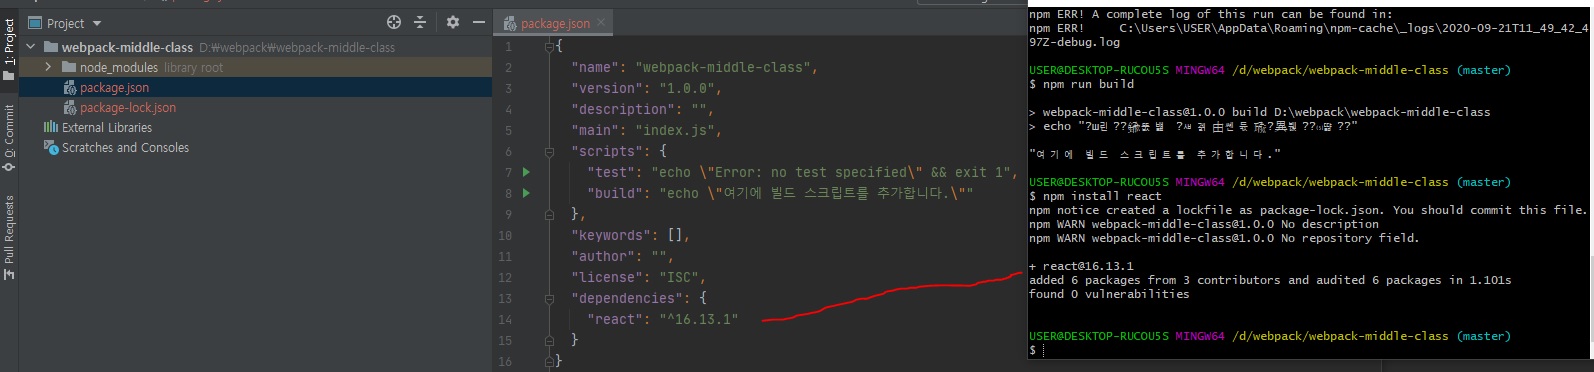 Project
webpack-middle-class D:₩webpack₩webpack-middle-class
node_modules library root
package.json
package-lock.json
External Libraries
Scratches and Consoles
1: Project
0: Commit
Pull Requests
package.json
1 {
2 "name": "webpack-middle-class",
3 "version": "1.0.0",
4 "description": "",
5 "main": "index.js",
6 "scripts": {
7 "test": "echo \"Error: no test specified\" && exit 1",
8 "build": "echo \"여기에 빌드 스크립트를 추가합니다.\""
9 },
10 "keywords": [],
11 "author": "",
12 "license": "ISC",
13 "dependencies": {
14 "react": "^16.13.1"
15 }
16 }
npm ERR! A complete log of this run can be found in:
npm ERR!     C:\Users\USER\AppData\Roaming\npm-cache\_logs\2020-09-21T11_49_42_4
97Z-debug.log
USER@DESKTOP-RUCOU5S MINGW64 /d/webpack/webpack-middle-class (master)
$ npm run build
> webpack-middle-class@1.0.0 build D:\webpack\webpack-middle-class
> echo "
"여기에 빌드 스크립트를 추가합니다."
USER@DESKTOP-RUCOU5S MINGW64 /d/webpack/webpack-middle-class (master)
$ npm install react
npm notice created a lockfile as package-lock.json. You should commit this file.
npm WARN webpack-middle-class@1.0.0 No description
npm WARN webpack-middle-class@1.0.0 No repository field.
+ react@16.13.1
added 6 packages from 3 contributors and audited 6 packages in 1.101s
found 0 vulnerabilities
USER@DESKTOP-RUCOU5S MINGW64 /d/webpack/webpack-middle-class (master)
$